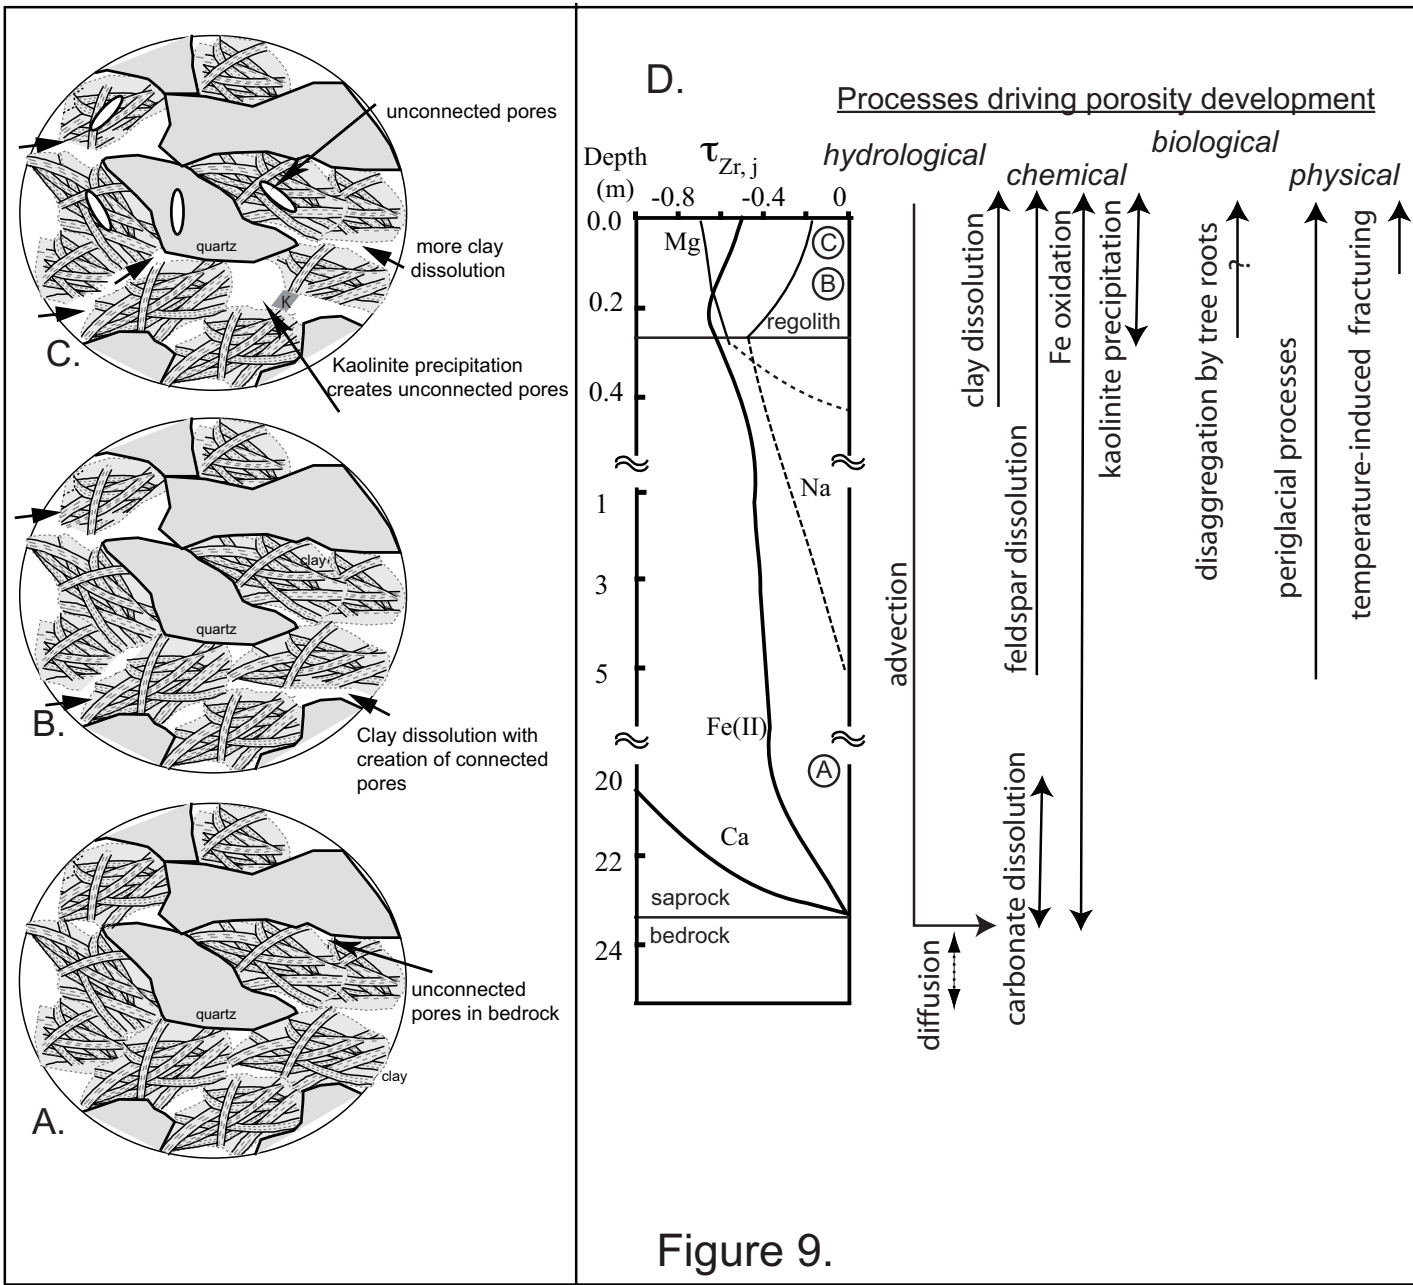 unconnected pores
quartz
more clay
dissolution
K
C.
Kaolinite precipitation
creates unconnected pores
clay
quartz
B.
Clay dissolution with
creation of connected
pores
quartz
unconnected
pores in bedrock
clay
A.
D.
Processes driving porosity development
hydrological
chemical
biological
physical
Depth
(m)
τZr, j
-0.8
-0.4
0
0.0
0.2
0.4
1
3
5
20
22
24
Mg
C
B
regolith
Na
Fe(II)
A
Ca
saprock
bedrock
advection
diffusion
clay dissolution
feldspar dissolution
carbonate dissolution
Fe oxidation
kaolinite precipitation
disaggregation by tree roots
?
periglacial processes
temperature-induced fracturing
Figure 9.